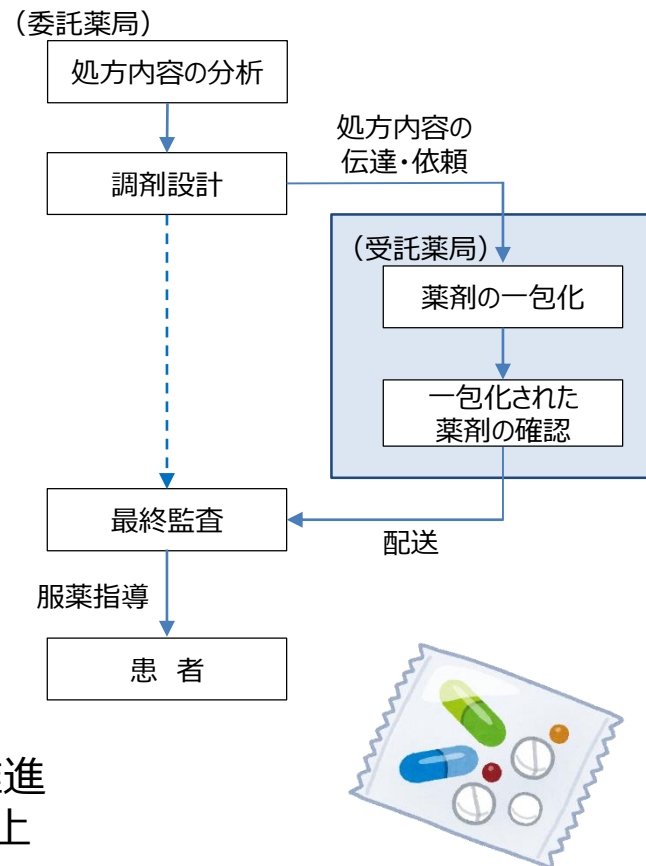 （委託薬局）
処方内容の分析
処方内容の
伝達・依頼
調剤設計
（受託薬局）
薬剤の一包化
一包化された
薬剤の確認
最終監査
配送
服薬指導
患 者
進
上